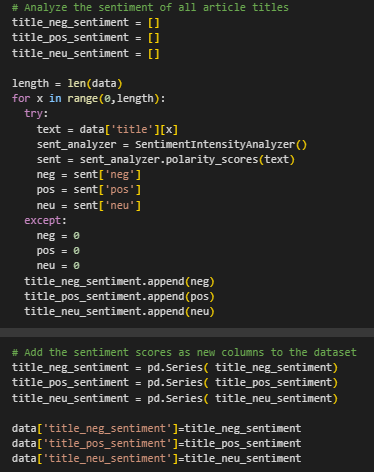 # Analyze the sentiment of all article titles
title_neg_sentiment = []
title_pos_sentiment = []
title_neu_sentiment = []

length = len(data)
for x in range(0,length):
  try:
    text = data['title'][x]
    sent_analyzer = SentimentIntensityAnalyzer()
    sent = sent_analyzer.polarity_scores(text)
    neg = sent['neg']
    pos = sent['pos']
    neu = sent['neu']
  except:
    neg = 0
    pos = 0
    neu = 0
  title_neg_sentiment.append(neg)
  title_pos_sentiment.append(pos)
  title_neu_sentiment.append(neu)

# Add the sentiment scores as new columns to the dataset
title_neg_sentiment = pd.Series( title_neg_sentiment)
title_pos_sentiment = pd.Series( title_pos_sentiment)
title_neu_sentiment = pd.Series( title_neu_sentiment)

data['title_neg_sentiment']=title_neg_sentiment
data['title_pos_sentiment']=title_pos_sentiment
data['title_neu_sentiment']=title_neu_sentiment